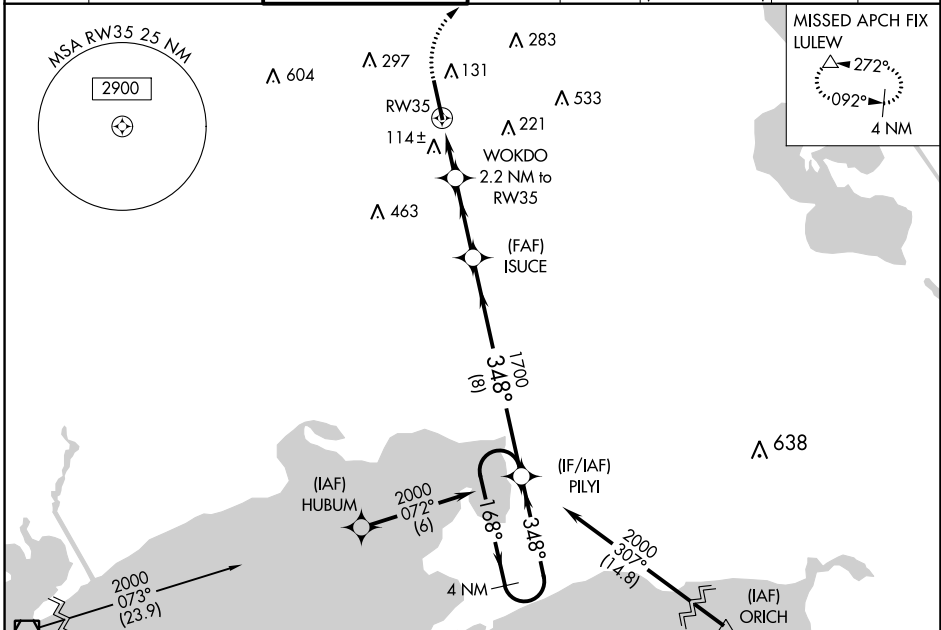 MSA RW35 25 NM
2900
604
297
283
131
533
221
RW35
114±
WOKDO
2.2 NM to
RW35
463
(FAF)
ISUCE
1700
348°
(8)
MISSED APCH FIX
LULEW
272°
092°
4 NM
638
(IF/IAF)
PILYI
(IAF)
HUBUM
2000
072°
(6)
168°
348°
4 NM
2000
307°
(14.8)
(IAF)
ORICH
2000
073°
(23.9)